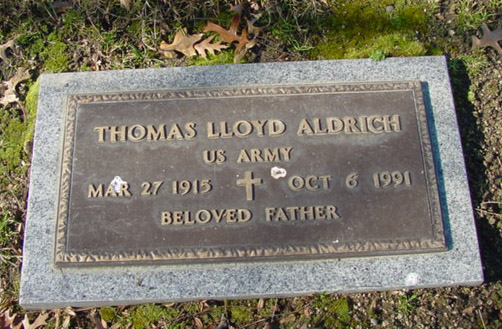 THOMAS LLOYD ALDRICH
US ARMY
MAR 27 1915 OCT 6 1991
BELOVED FATHER